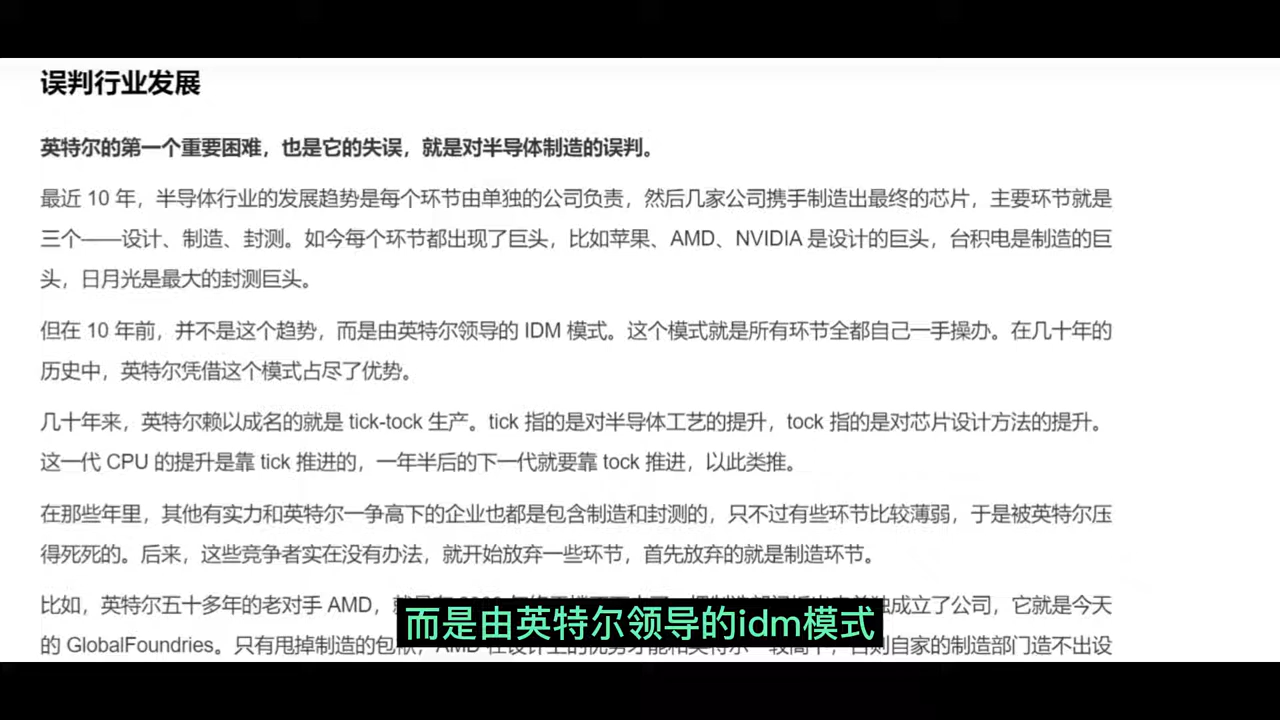 误判行业发展
英特尔的第一个重要困难，也是它的失误，就是对半导体制造的误判。
最近 10 年，半导体行业的发展趋势是每个环节由单独的公司负责，然后几家公司携手制造出最终的芯片，主要环节就是
三个——设计、制造、封测。如今每个环节都出现了巨头，比如苹果、AMD、NVIDIA 是设计的巨头，台积电是制造的巨
头，日月光是最大的封测巨头。
但在 10 年前，并不是这个趋势，而是由英特尔领导的 IDM 模式。这个模式就是所有环节全都自己一手操办。在几十年的
历史中，英特尔凭借这个模式占尽了优势。
几十年来，英特尔赖以成名的就是 tick-tock 生产。tick 指的是对半导体工艺的提升，tock 指的是对芯片设计方法的提升。
这一代 CPU 的提升是靠 tick 推进的，一年半后的下一代就要靠 tock 推进，以此类推。
在那些年里，其他有实力和英特尔一争高下的企业也都是包含制造和封测的，只不过有些环节比较薄弱，于是被英特尔压
得死死的。后来，这些竞争者实在没有办法，就开始放弃一些环节，首先放弃的就是制造环节。
比如，英特尔五十多年的老对手 AMD，成立了公司，它就是今天
的 GlobalFoundries。只有甩掉制造的包 自家的制造部门造不出设
而是由英特尔领导的idm模式